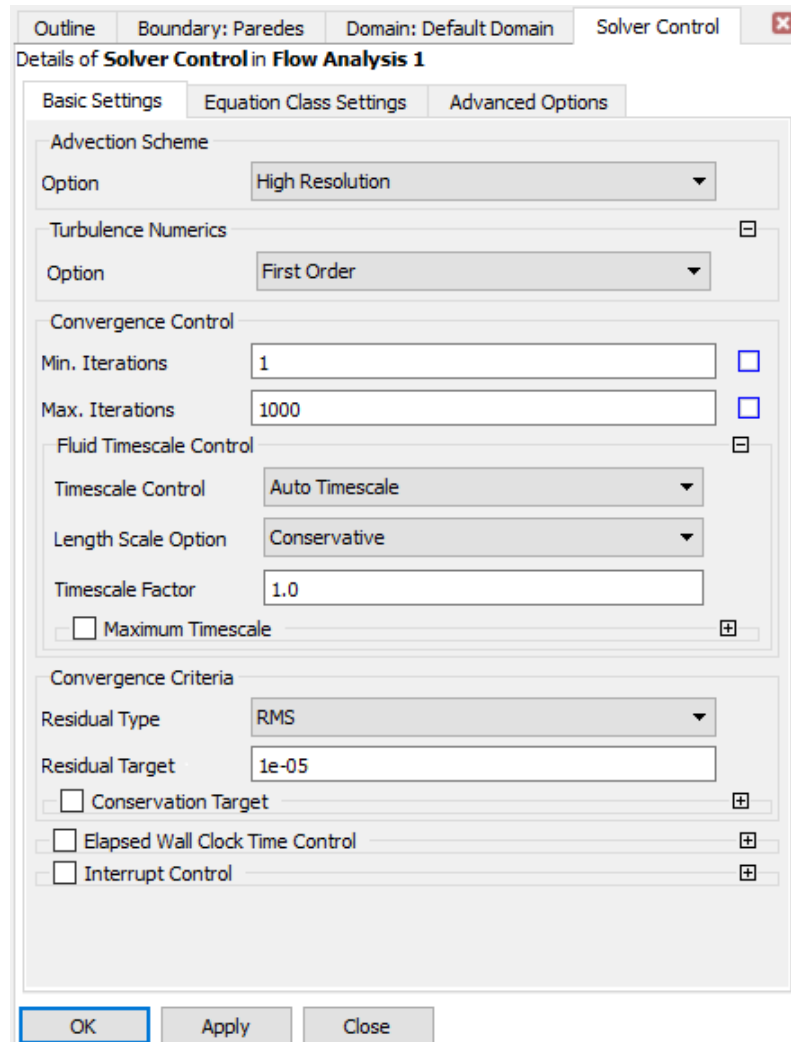 Outline Boundary: Paredes Domain: Default Domain Solver Control
Details of Solver Control in Flow Analysis 1
Basic Settings Equation Class Settings Advanced Options
Advection Scheme
Option High Resolution
Turbulence Numerics
Option First Order
Convergence Control
Min. Iterations 1
Max. Iterations 1000
Fluid Timescale Control
Timescale Control Auto Timescale
Length Scale Option Conservative
Timescale Factor 1.0
Maximum Timescale
Convergence Criteria
Residual Type RMS
Residual Target 1e-05
Conservation Target
Elapsed Wall Clock Time Control
Interrupt Control
OK Apply Close